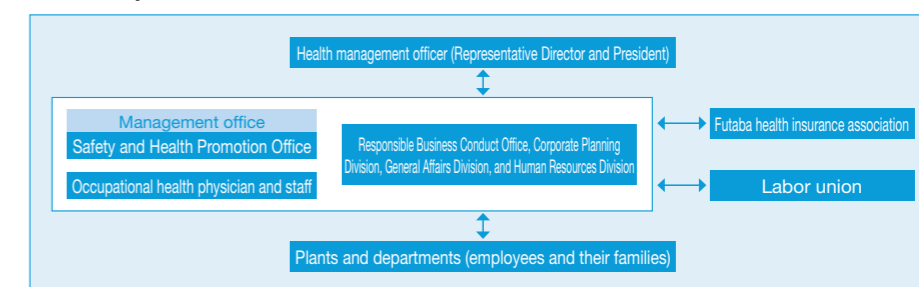 Health management officer (Representative Director and President)
Management office
Safety and Health Promotion Office
Occupational health physician and staff
Responsible Business Conduct Office, Corporate Planning
Division, General Affairs Division, and Human Resources Division
Futaba health insurance association
Labor union
Plants and departments (employees and their families)